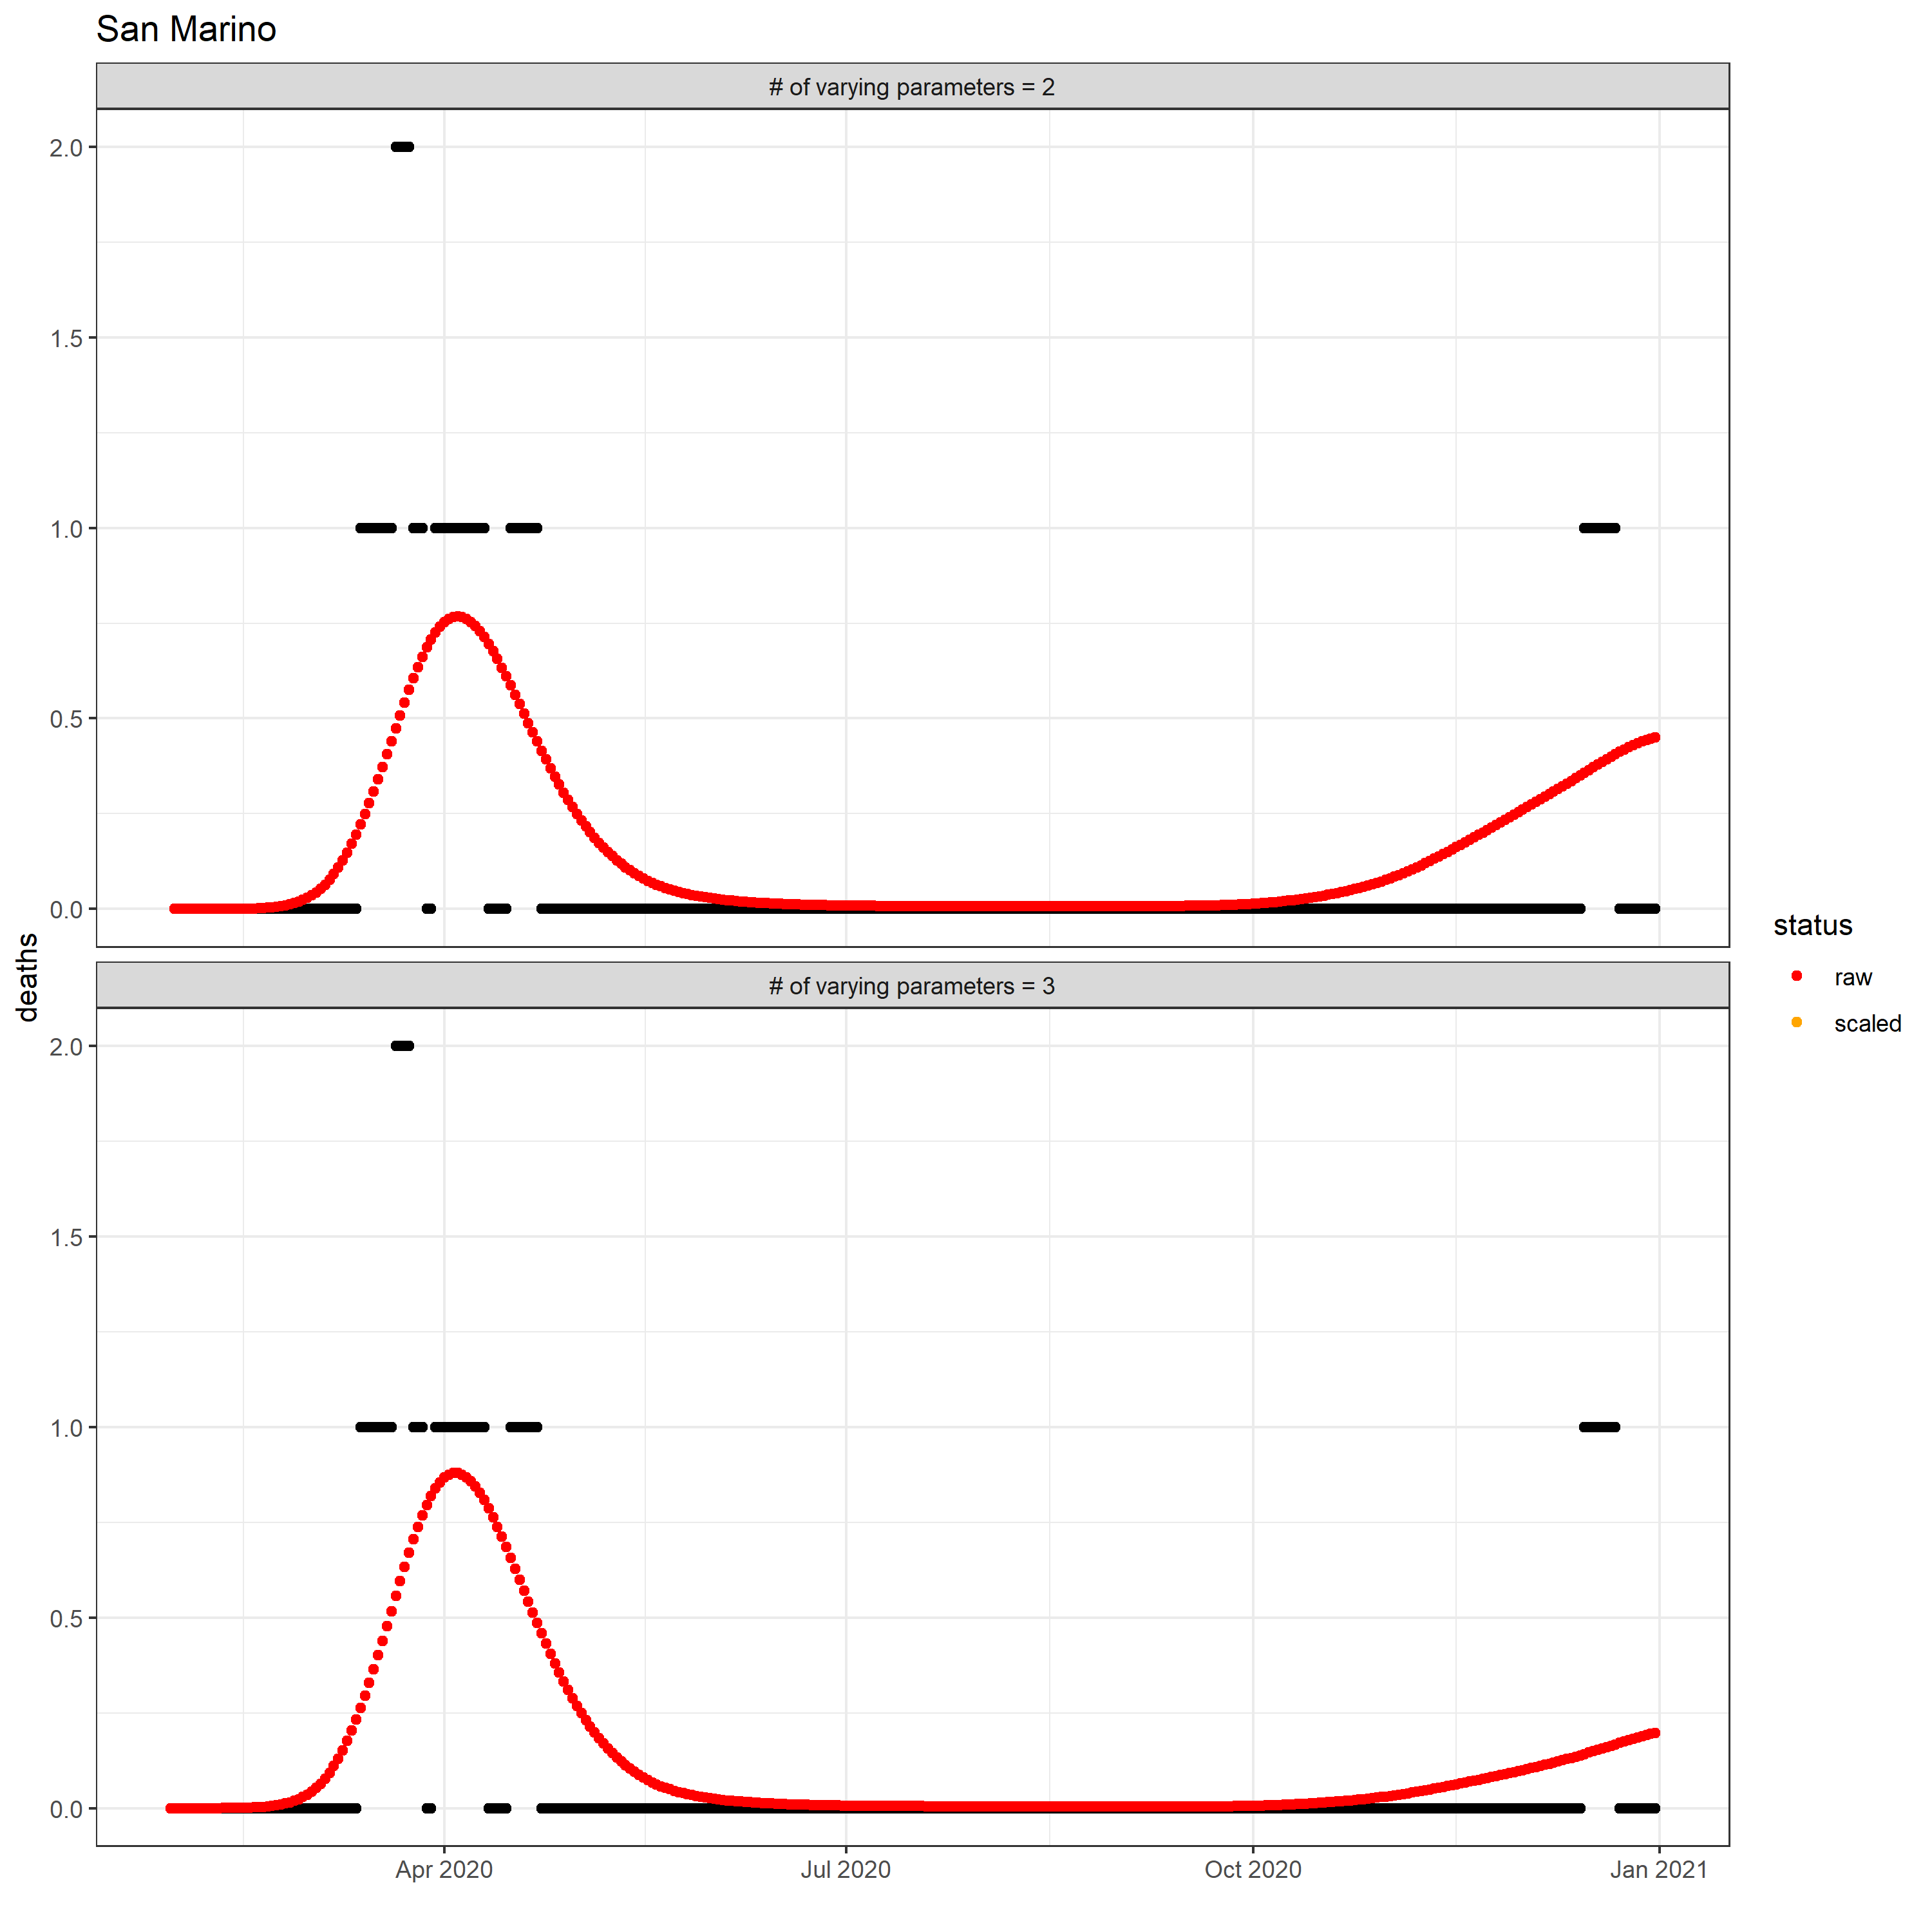 San Marino
# of varying parameters = 2
2.0
1.5
1.0
0.5
0.0
deaths
# of varying parameters = 3
2.0
1.5
1.0
0.5
0.0
Apr 2020
Jul 2020
Oct 2020
Jan 2021
status
raw
scaled